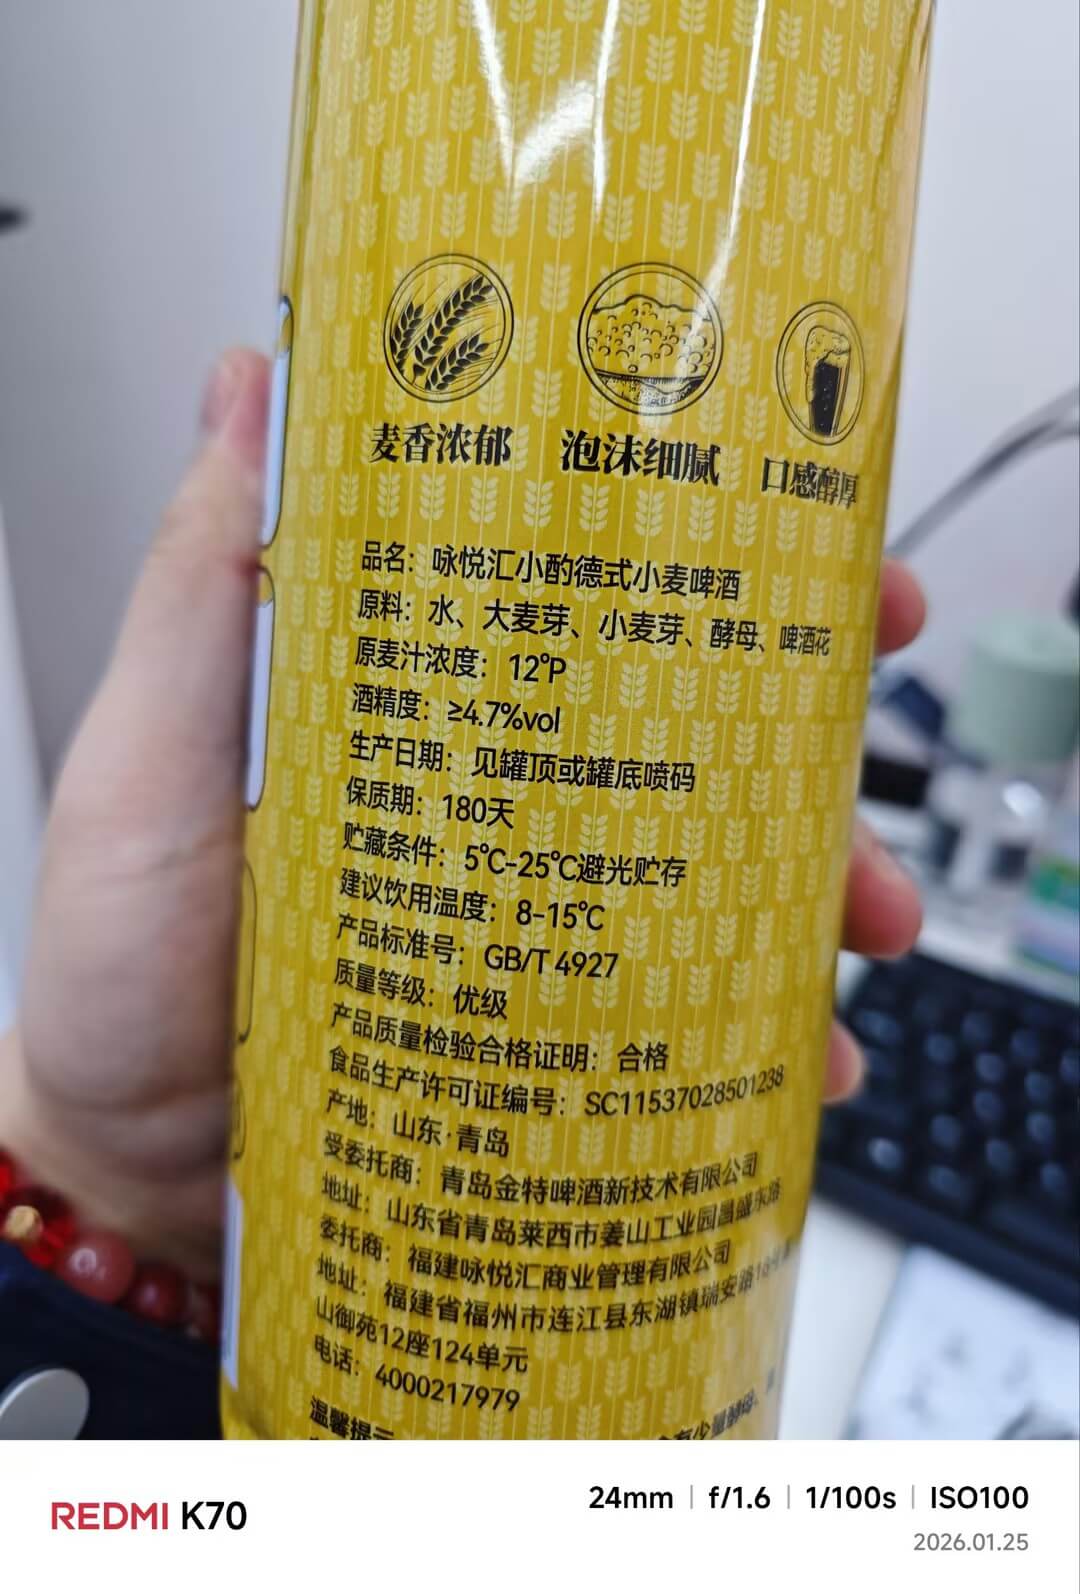 麦香浓郁 泡沫细腻 口感醇厚
品名：咏悦汇小酌德式小麦啤酒
原料：水、大麦芽、小麦芽、酵母、啤酒花
原麦汁浓度：12°P
酒精度：≥4.7%vol
生产日期：见罐顶或罐底喷码
保质期：180天
贮藏条件：5℃-25℃避光贮存
建议饮用温度：8-15℃
产品标准号：GB/T 4927
质量等级：优级
产品质量检验合格证明：合格
食品生产许可证编号：SC11537028501238
产地：山东·青岛
受委托商：青岛金特啤酒新技术有限公司
地址：山东省青岛莱西市姜山工业园昌盛东路
委托商：福建咏悦汇商业管理有限公司
地址：福建省福州市连江县东湖镇瑞安路
山御苑12座124单元
电话：4000217979
温馨提示
REDMI K70
24mm | f/1.6 | 1/100s | ISO100
2026.01.25